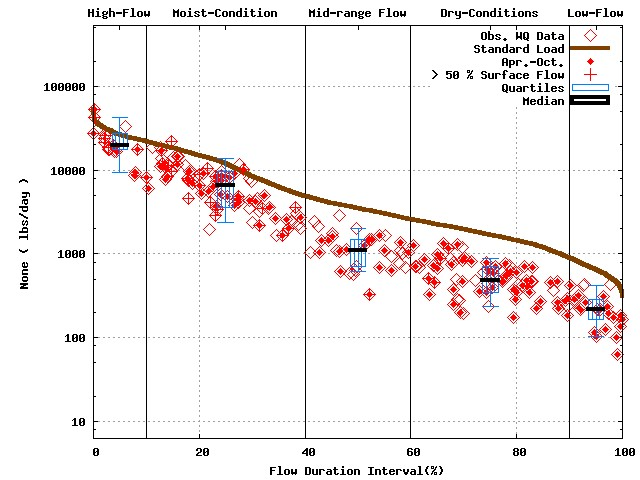 High-Flow Moist-Condition Mid-range Flow Dry-Conditions Low-Flow
Obs. WQ Data
Standard Load
Apr.-Oct.
> 50 % Surface Flow
Quartiles
Median
100000
10000
1000
100
10
None ( lbs/day )
0 20 40 60 80 100
Flow Duration Interval(%)